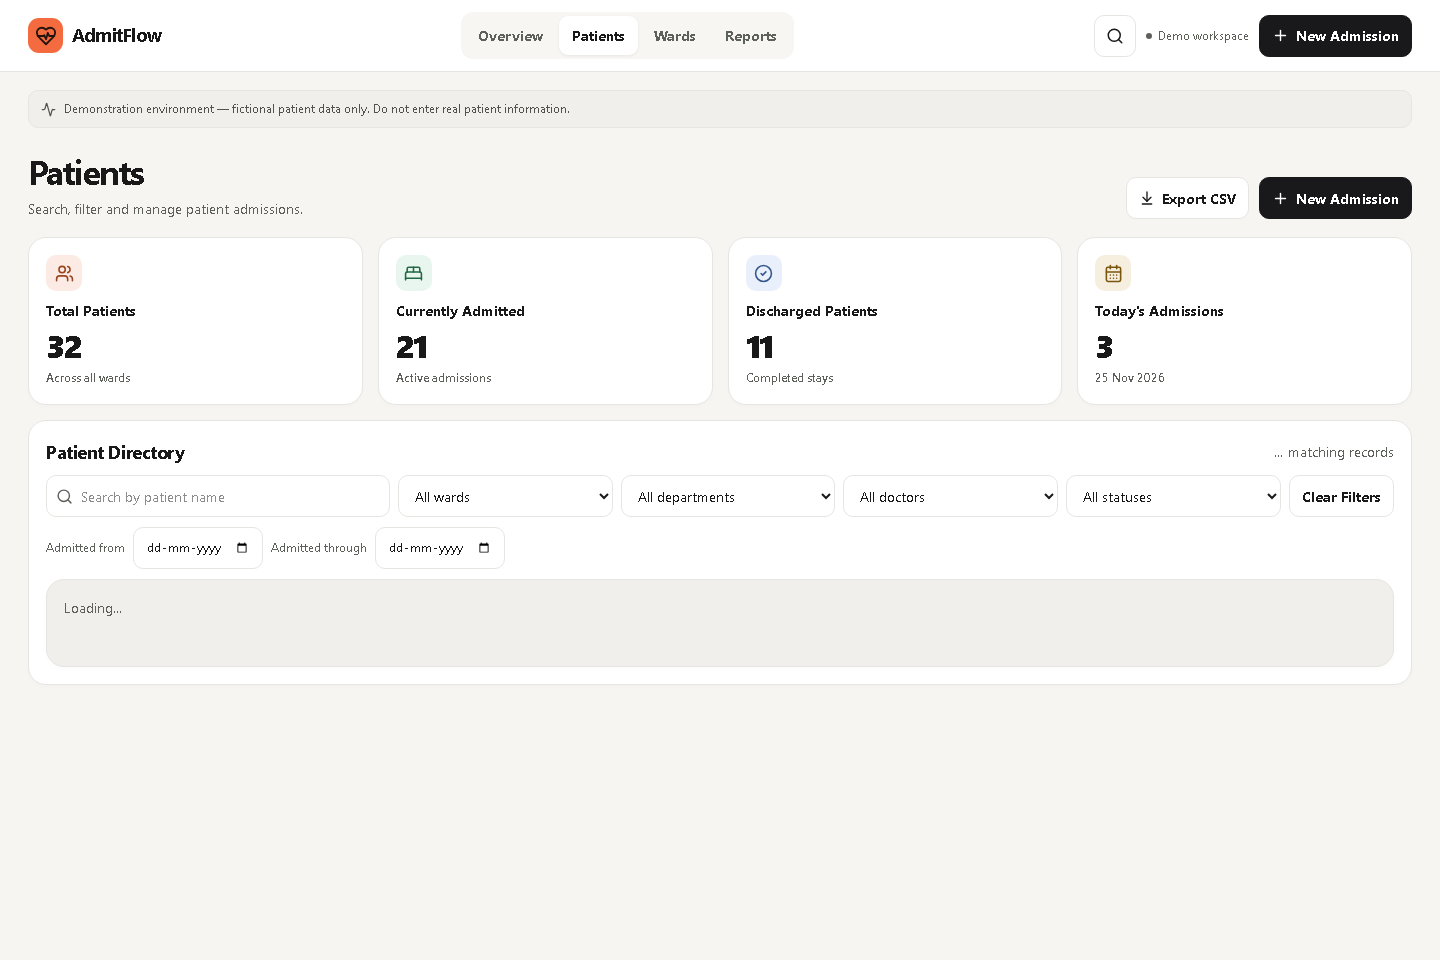 AdmitFlow
Overview Patients Wards Reports
Demo workspace
New Admission
Demonstration environment — fictional patient data only. Do not enter real patient information.
Patients
Search, filter and manage patient admissions.
Export CSV
New Admission
Total Patients
32
Across all wards
Currently Admitted
21
Active admissions
Discharged Patients
11
Completed stays
Today's Admissions
3
25 Nov 2026
Patient Directory
... matching records
Search by patient name
All wards
All departments
All doctors
All statuses
Clear Filters
Admitted from dd-mm-yyyy Admitted through dd-mm-yyyy
Loading...